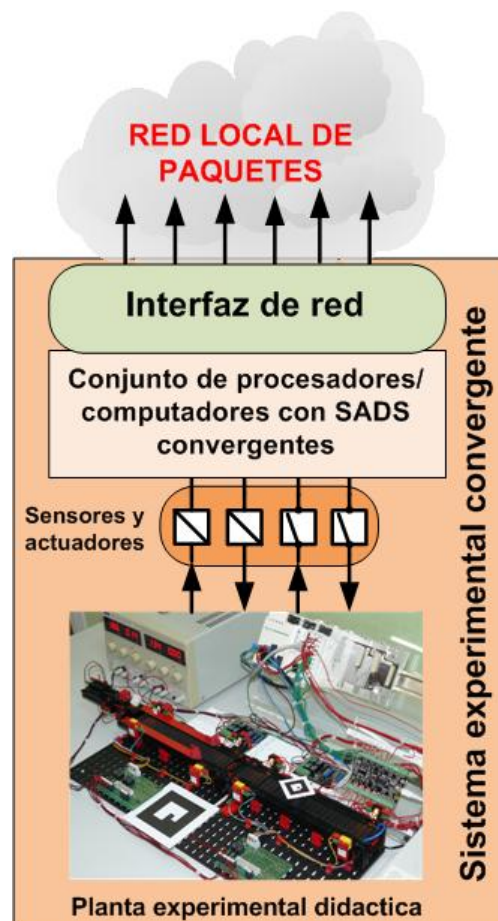 RED LOCAL DE
PAQUETES
Interfaz de red
Conjunto de procesadores/
computadores con SADS
convergentes
Sensores y
actuadores
Sistema experimental convergente
Planta experimental didactica